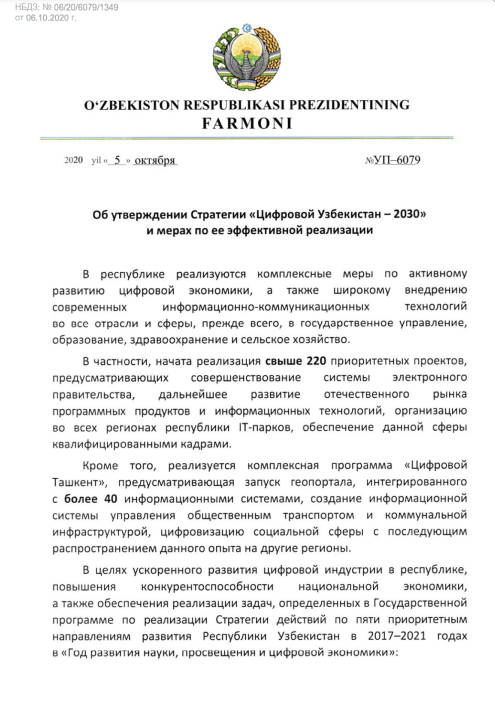 НБДЗ: № 06/20/6079/1349
от 06.10.2020 г.
O‘ZBEKISTON RESPUBLIKASI PREZIDENTINING
FARMONI
2020 yil « 5 » октября №УП–6079
Об утверждении Стратегии «Цифровой Узбекистан – 2030»
и мерах по ее эффективной реализации
В республике реализуются комплексные меры по активному
развитию цифровой экономики, а также широкому внедрению
современных информационно-коммуникационных технологий
во все отрасли и сферы, прежде всего, в государственное управление,
образование, здравоохранение и сельское хозяйство.
В частности, начата реализация свыше 220 приоритетных проектов,
предусматривающих совершенствование системы электронного
правительства, дальнейшее развитие отечественного рынка
программных продуктов и информационных технологий, организацию
во всех регионах республики IT-парков, обеспечение данной сферы
квалифицированными кадрами.
Кроме того, реализуется комплексная программа «Цифровой
Ташкент», предусматривающая запуск геопортала, интегрированного
с более 40 информационными системами, создание информационной
системы управления общественным транспортом и коммунальной
инфраструктурой, цифровизацию социальной сферы с последующим
распространением данного опыта на другие регионы.
В целях ускоренного развития цифровой индустрии в республике,
повышения конкурентоспособности национальной экономики,
а также обеспечения реализации задач, определенных в Государственной
программе по реализации Стратегии действий по пяти приоритетным
направлениям развития Республики Узбекистан в 2017–2021 годах
в «Год развития науки, просвещения и цифровой экономики»: